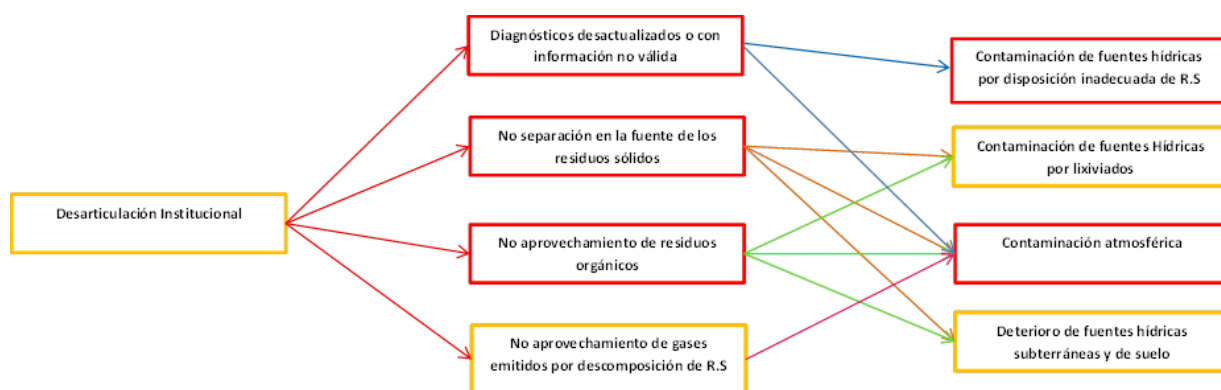 Desarticulación Institucional
Diagnósticos desactualizados o con
información no válida
No separación en la fuente de los
residuos sólidos
No aprovechamiento de residuos
orgánicos
No aprovechamiento de gases
emitidos por descomposición de R.S
Contaminación de fuentes hídricas
por disposición inadecuada de R.S
Contaminación de fuentes Hídricas
por lixiviados
Contaminación atmosférica
Deterioro de fuentes hídricas
subterráneas y de suelo